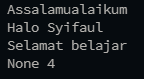 Assalamualaikum
Halo Syifaul
Selamat belajar
None 4